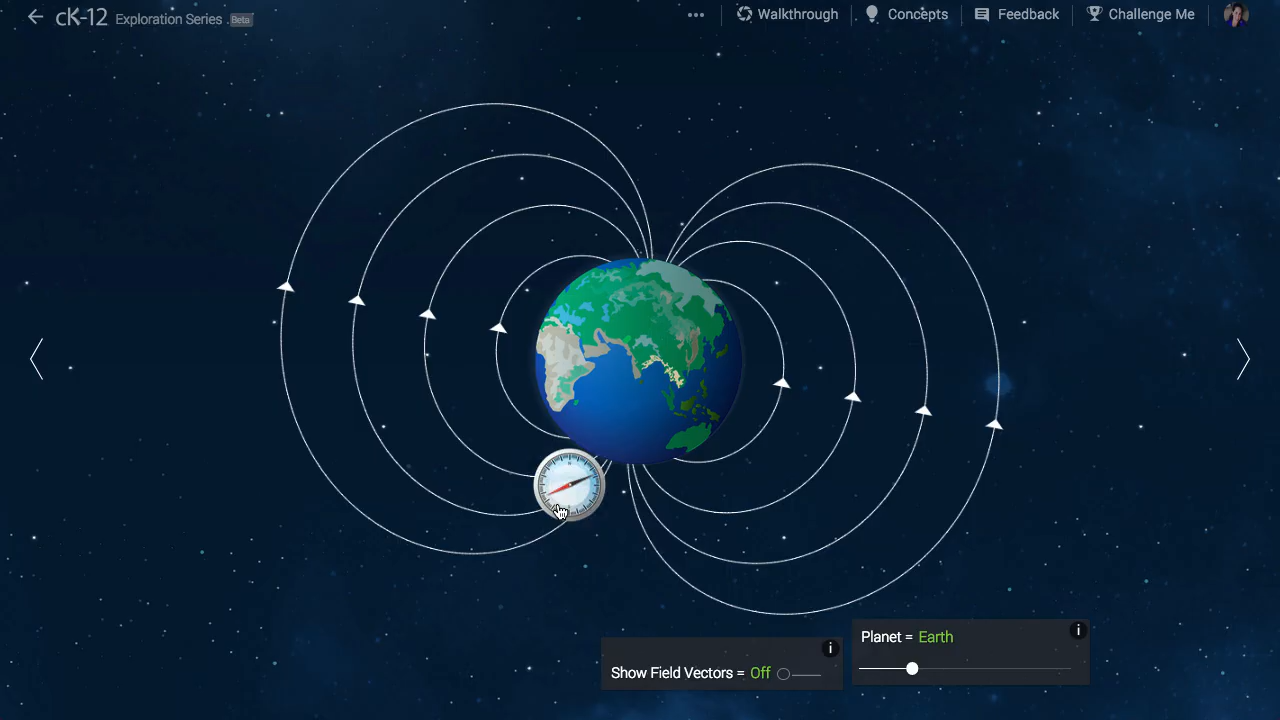 cK-12 Exploration Series Beta
Walkthrough
Concepts
Feedback
Challenge Me
Planet = Earth
Show Field Vectors = Off